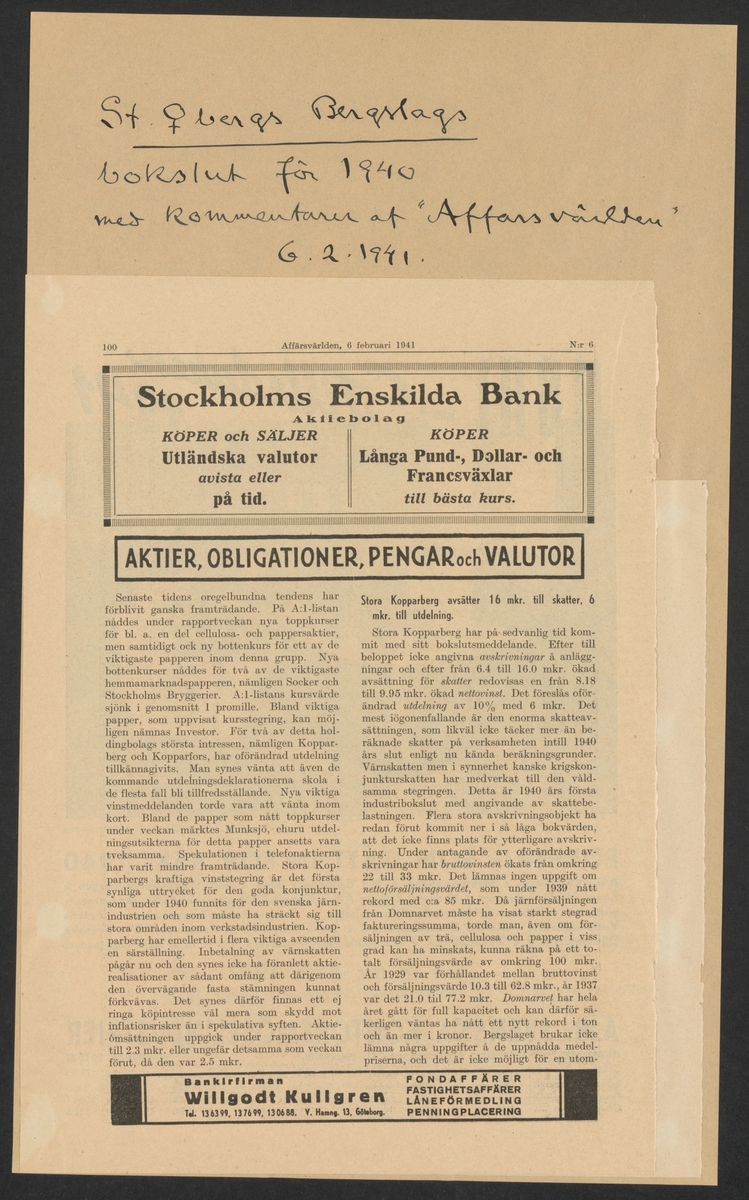 St. ♀bergs Bergslags
bokslut för 1940
med kommentarer af "Affärsvärlden"
6.2.1941.
100 Affärsvärlden, 6 februari 1941 N:r 6
Stockholms Enskilda Bank
Aktiebolag
KÖPER och SÄLJER
Utländska valutor
avista eller
på tid.
KÖPER
Långa Pund-, Dollar- och
Francsväxlar
till bästa kurs.
AKTIER, OBLIGATIONER, PENGAR och VALUTOR
Senaste tidens oregelbundna tendens har
förblivit ganska framträdande. På A:1-listan
nåddes under rapportveckan nya toppkurser
för bl. a. en del cellulosa- och pappersaktier,
men samtidigt ock ny bottenkurs för ett av de
viktigaste papperen inom denna grupp. Nya
bottenkurser nåddes för två av de viktigaste
hemmamarknadspapperen, nämligen Socker och
Stockholms Bryggerier. A:1-listans kursvärde
sjönk i genomsnitt 1 promille. Bland viktiga
papper, som uppvisat kursstegring, kan möj-
ligen nämnas Investor. För två av detta hol-
dingbolags största intressen, nämligen Koppar-
berg och Kopparfors, har oförändrad utdelning
tillkännagivits. Man synes vänta att även de
kommande utdelningsdeklarationerna skola i
de flesta fall bli tillfredsställande. Nya viktiga
vinstmeddelanden torde vara att vänta inom
kort. Bland de papper som nått toppkurser
under veckan märktes Munksjö, ehuru utdel-
ningsutsikterna för detta papper ansetts vara
tveksamma. Spekulationen i telefonaktierna
har varit mindre framträdande. Stora Kop-
parbergs kraftiga vinststegring är det första
synliga uttrycket för den goda konjunktur,
som under 1940 funnits för den svenska järn-
industrien och som måste ha sträckt sig till
stora områden inom verkstadsindustrien. Kop-
parberg har emellertid i flera viktiga avseenden
en särställning. Inbetalning av värnskatten
pågår nu och den synes icke ha föranlett aktie-
realisationer av sådant omfång att därigenom
den övervägande fasta stämningen kunnat
förkvävas. Det synes därför finnas ett ej
ringa köpintresse väl mera som skydd mot
inflationsrisker än i spekulativa syften. Aktie-
omsättningen uppgick under rapportveckan
till 2.3 mkr. eller ungefär detsamma som veckan
förut, då den var 2.5 mkr.
Stora Kopparberg avsätter 16 mkr. till skatter, 6
mkr. till utdelning.
Stora Kopparberg har på sedvanlig tid kom-
mit med sitt bokslutsmeddelande. Efter till
beloppet icke angivna avskrivningar å anlägg-
ningar och efter från 6.4 till 16.0 mkr. ökad
avsättning för skatter redovisas en från 8.18
till 9.95 mkr. ökad nettovinst. Det föreslås oför-
ändrad utdelning av 10% med 6 mkr. Det
mest iögonenfallande är den enorma skatteav-
sättningen, som likväl icke täcker mer än be-
räknade skatter på verksamheten intill 1940
års slut enligt nu kända beräkningsgrunder.
Värnskatten men i synnerhet kanske krigskon-
junkturskatten har medverkat till den våld-
samma stegringen. Detta är 1940 års första
industribokslut med angivande av skattebe-
lastningen. Flera stora avskrivningsobjekt ha
redan förut kommit ner i så låga bokvärden,
att det icke finns plats för ytterligare avskriv-
ning. Under antagande av oförändrade av-
skrivningar har bruttovinsten ökats från omkring
22 till 33 mkr. Det lämnas ingen uppgift om
nettoförsäljningsvärdet, som under 1939 nått
rekord med c:a 85 mkr. Då järnförsäljningen
från Domnarvet måste ha visat starkt stegrad
faktureringssumma, torde man, även om för-
säljningen av trä, cellulosa och papper i viss
grad kan ha minskats, kunna räkna på ett to-
talt försäljningsvärde av omkring 100 mkr.
År 1929 var förhållandet mellan bruttovinst
och försäljningsvärde 10.3 till 62.8 mkr., år 1937
var det 21.0 till 77.2 mkr. Domnarvet har hela
året gått för full kapacitet och kan därför sä-
kerligen väntas ha nått ett nytt rekord i ton
och än mer i kronor. Bergslaget brukar icke
lämna några uppgifter å de uppnådda medel-
priserna, och det är icke möjligt för en utom-
Bankirfirman
Willgodt Kullgren
Tel. 136399, 137699, 130688. V. Hamng. 13, Göteborg.
FONDAFFÄRER
FASTIGHETSAFFÄRER
LÅNEFÖRMEDLING
PENNINGPLACERING